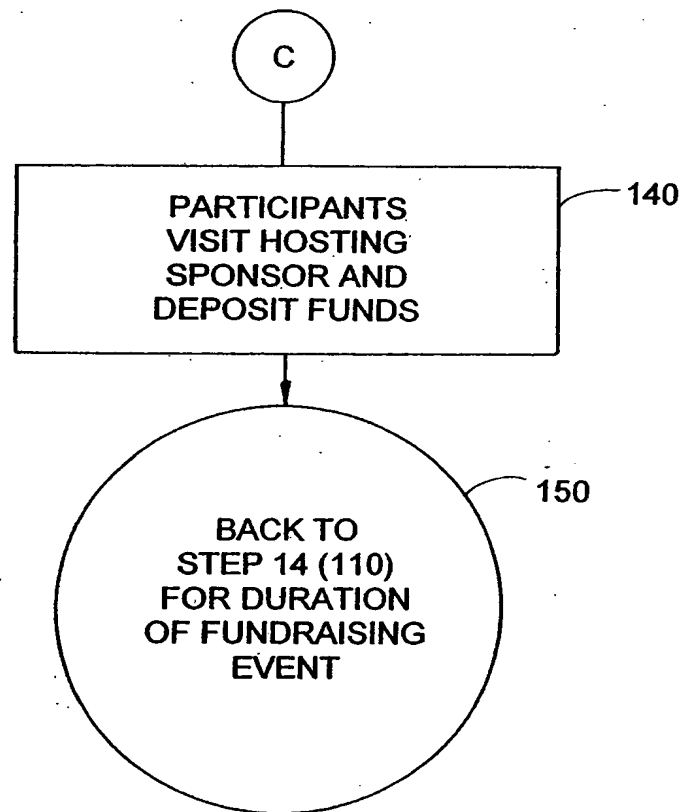 C
PARTICIPANTS
VISIT HOSTING
SPONSOR AND
DEPOSIT FUNDS
140
BACK TO
STEP 14 (110)
FOR DURATION
OF FUNDRAISING
EVENT
150